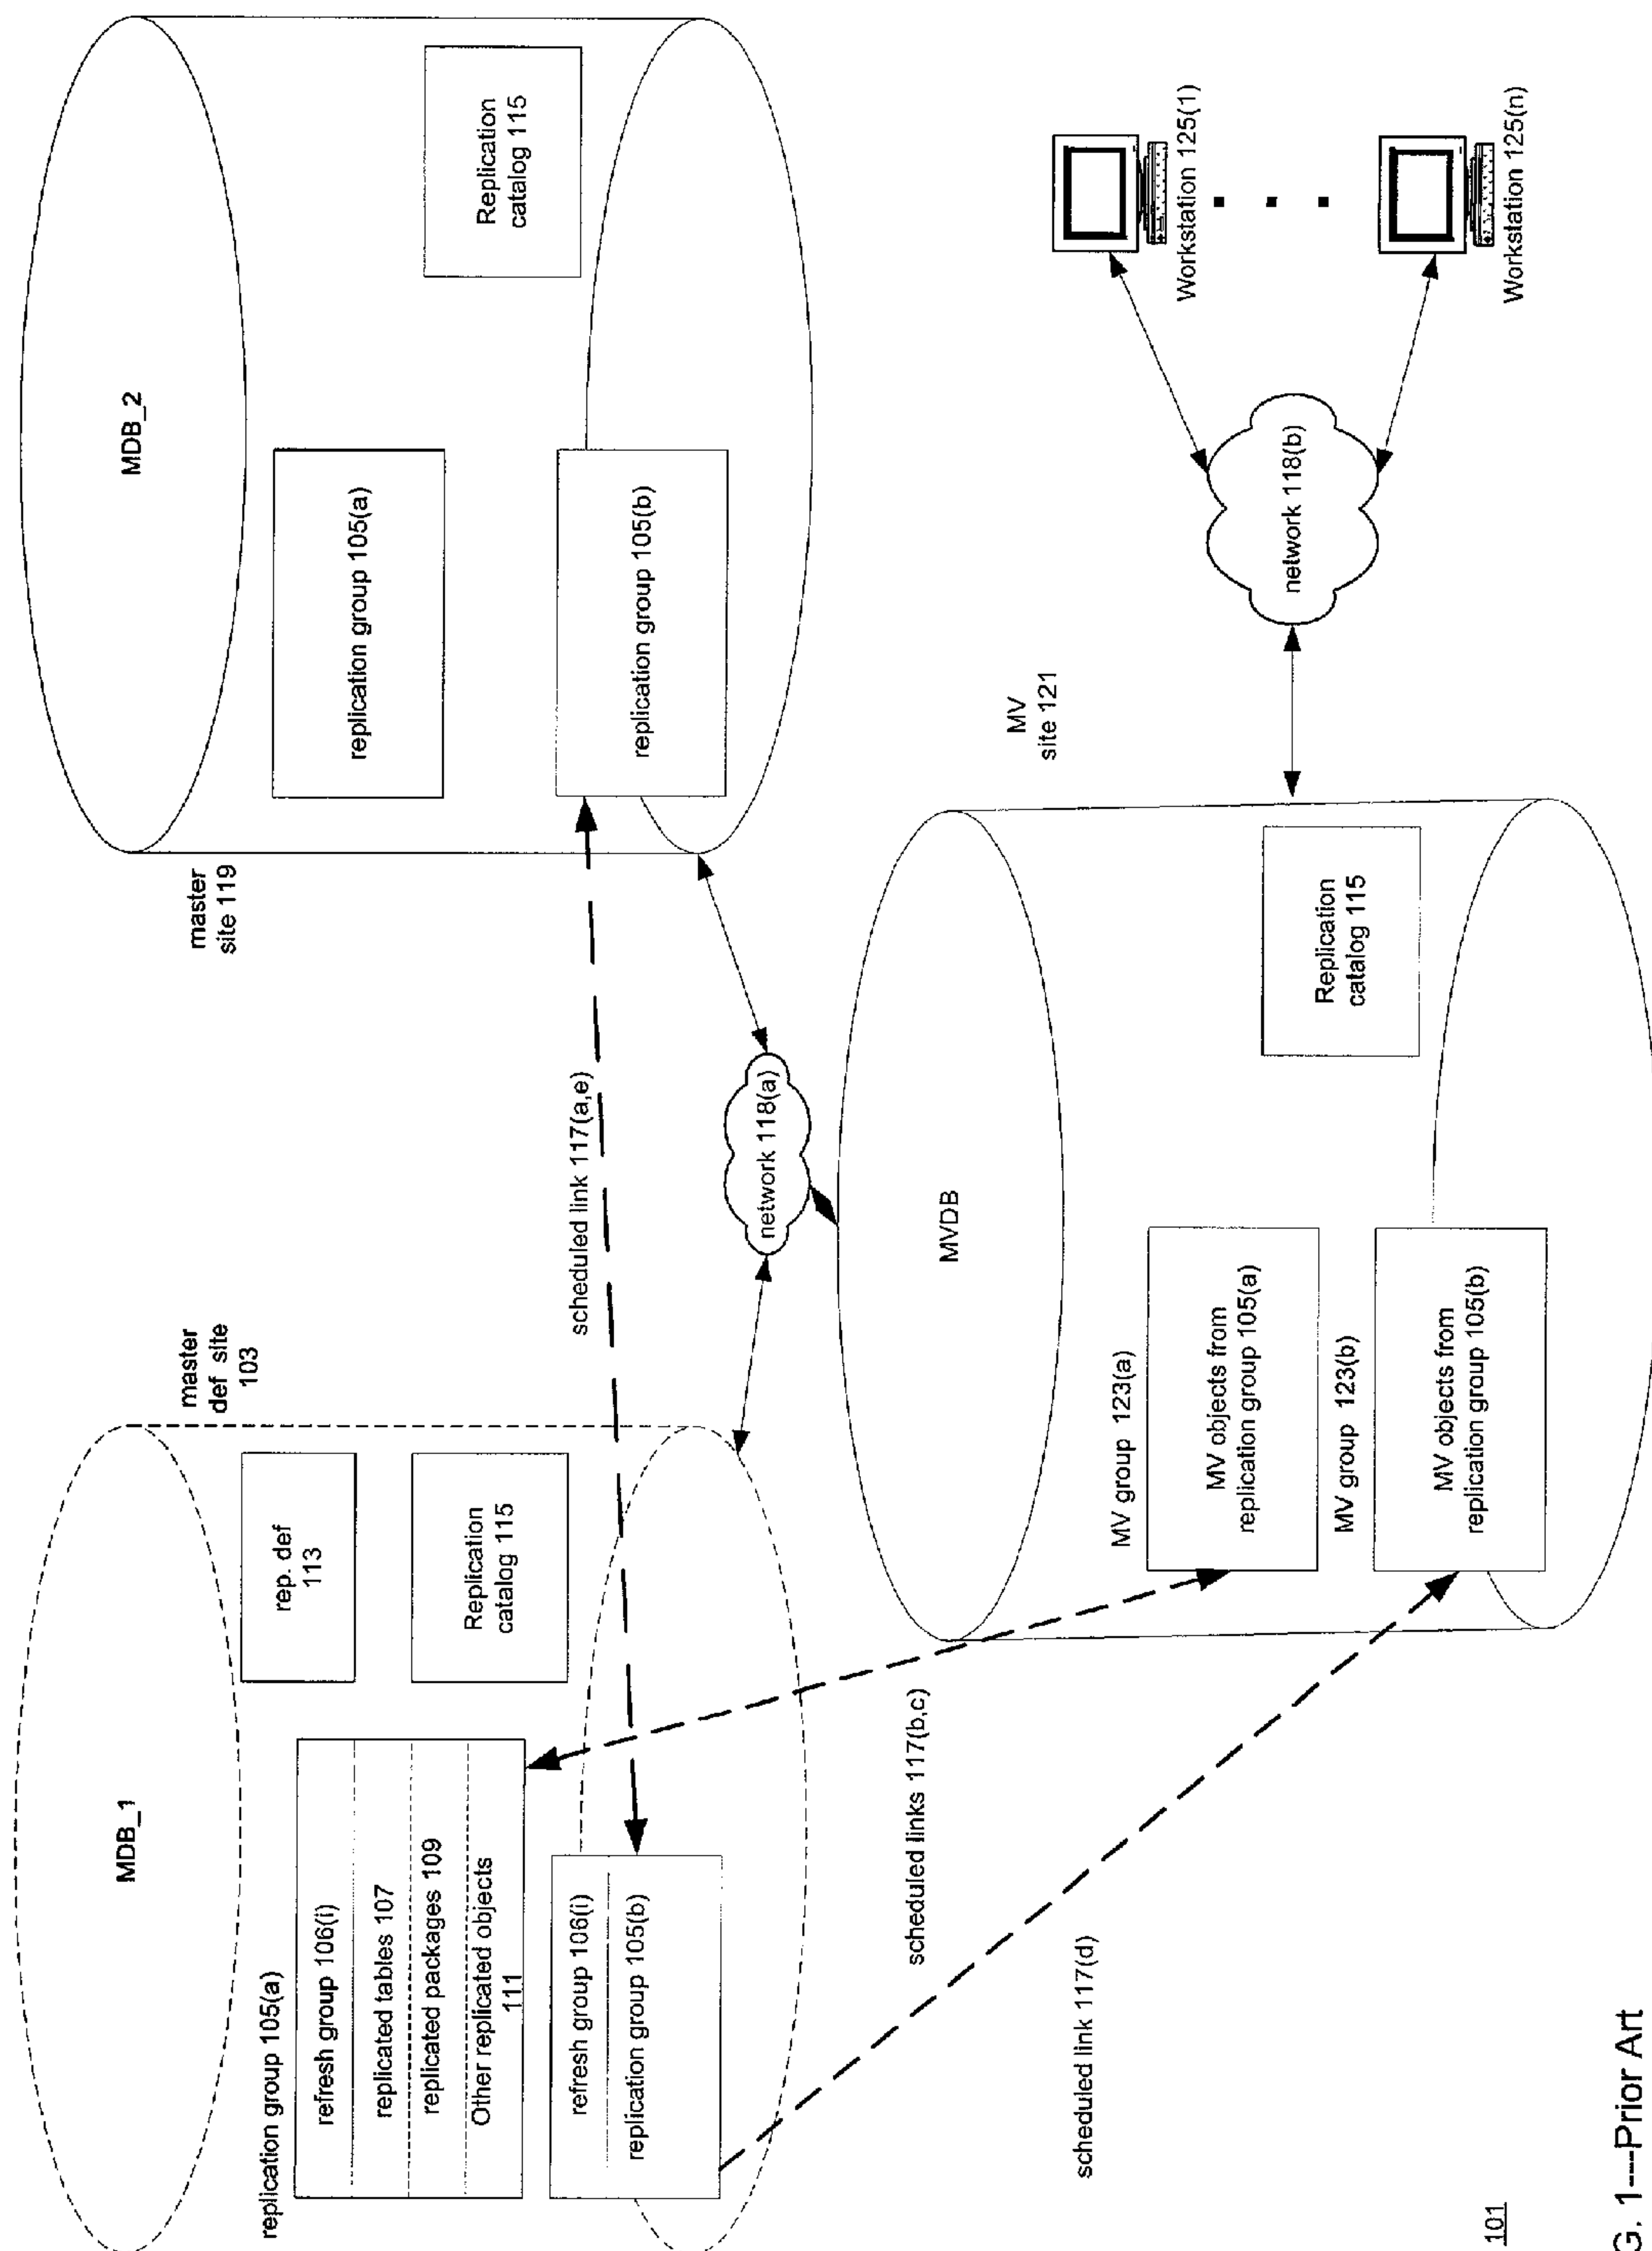 MDB_1
replication group 105(a)
refresh group 106(i)
replicated tables 107
replicated packages 109
Other replicated objects
111
refresh group 106(i)
replication group 105(b)
rep. def
113
Replication
catalog 115
master
def site
103
scheduled link 117(a,e)
MDB_2
replication group 105(a)
replication group 105(b)
Replication
catalog 115
master
site 119
network 118(a)
scheduled links 117(b,c)
scheduled link 117(d)
MVDB
MV group 123(a)
MV objects from
replication group 105(a)
MV group 123(b)
MV objects from
replication group 105(b)
Replication
catalog 115
MV
site 121
network 118(b)
Workstation 125(1)
Workstation 125(n)
101
G. 1---Prior Art